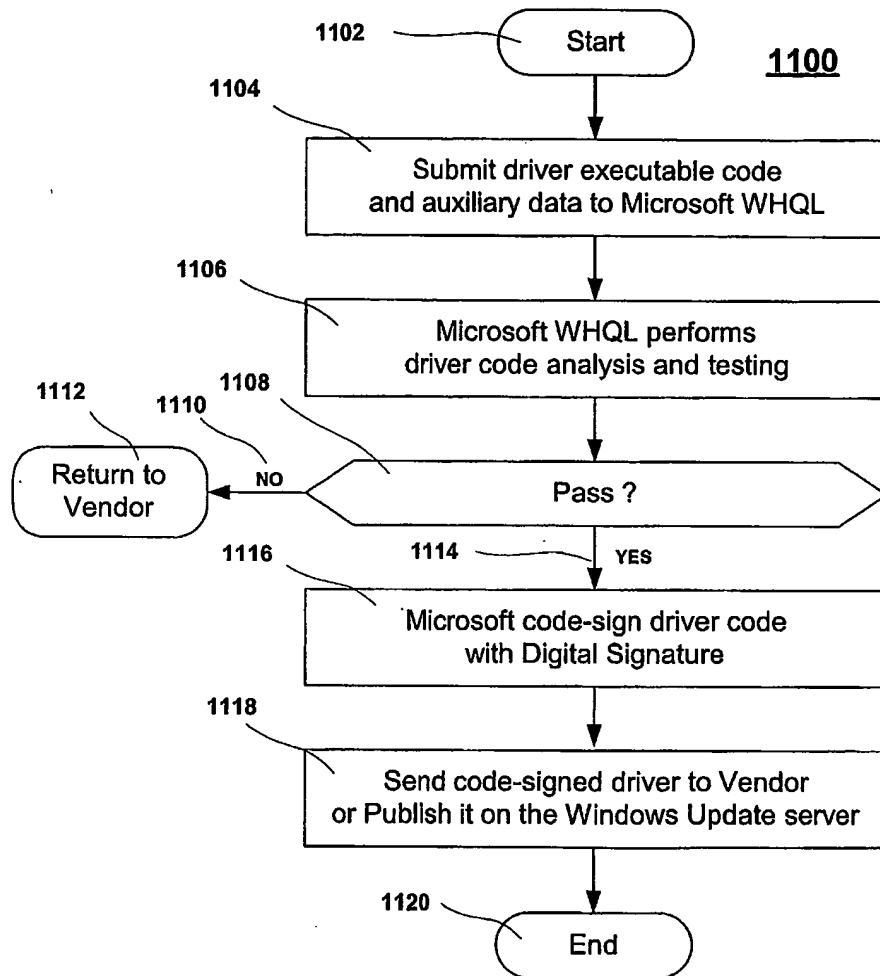 1102
Start
1100
1104
Submit driver executable code
and auxiliary data to Microsoft WHQL
1106
Microsoft WHQL performs
driver code analysis and testing
1108
1112
1110
Return to
Vendor
NO
Pass ?
1114
YES
1116
Microsoft code-sign driver code
with Digital Signature
1118
Send code-signed driver to Vendor
or Publish it on the Windows Update server
1120
End